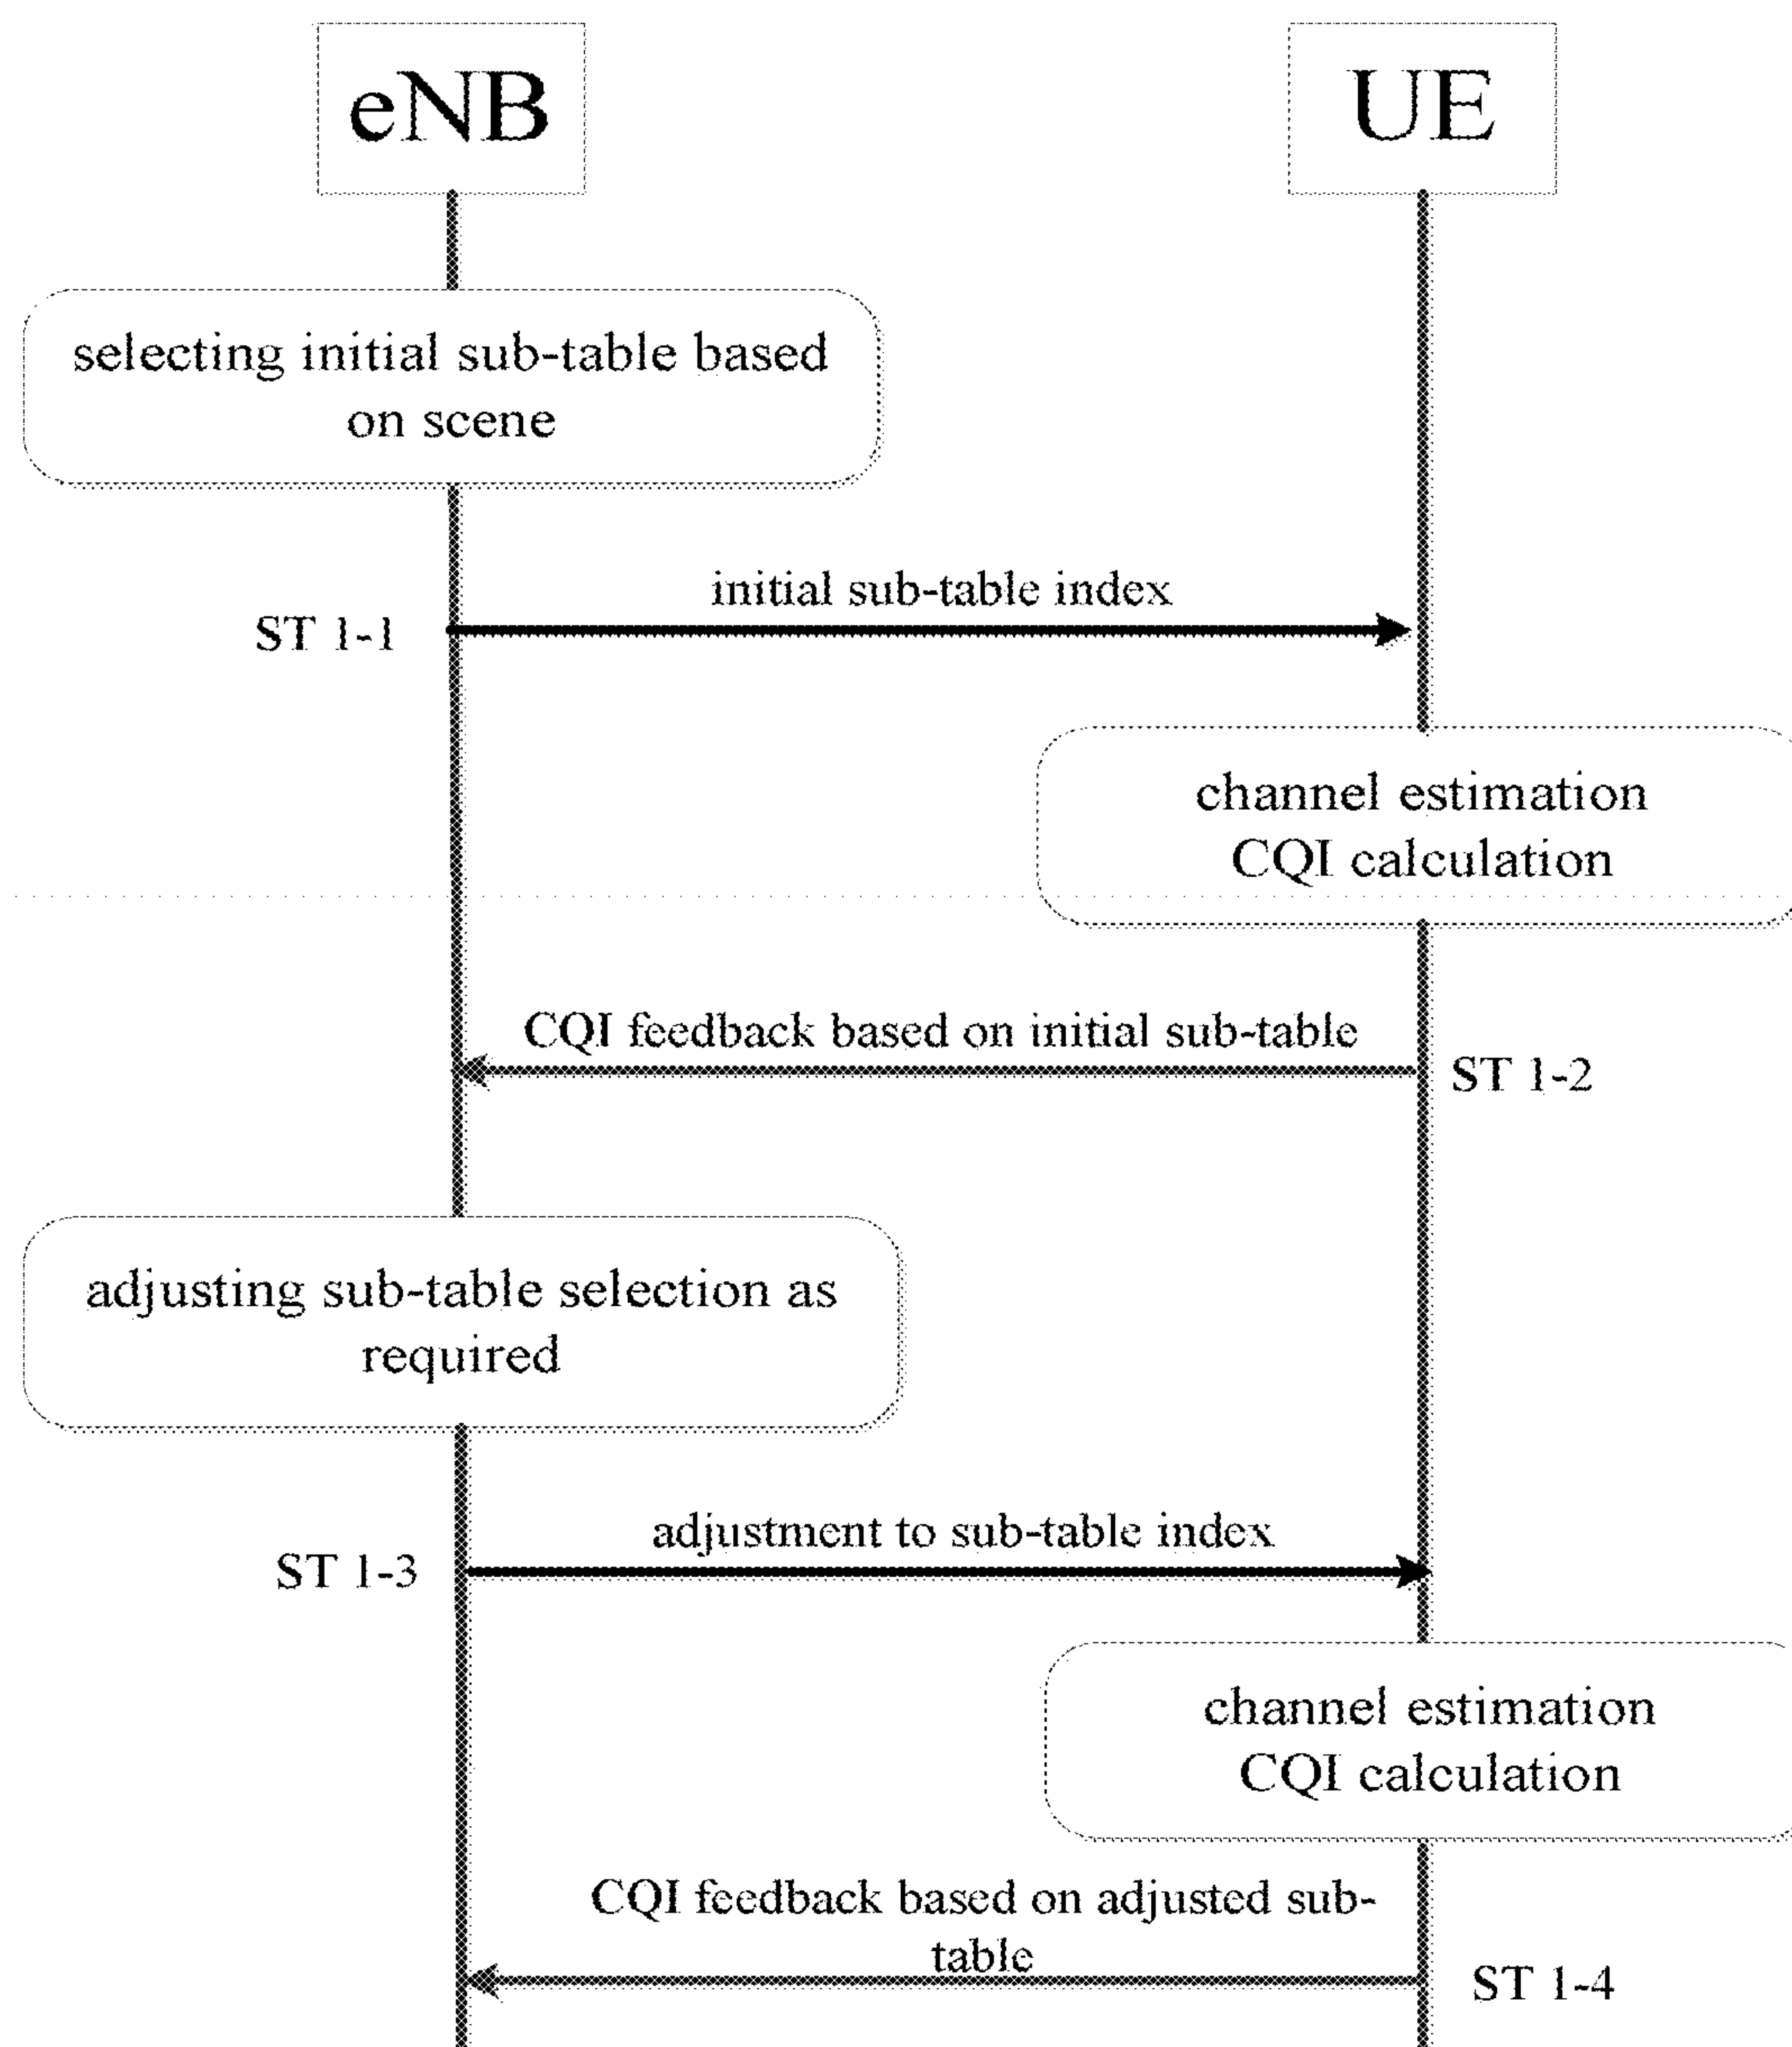 eNB
UE
selecting initial sub-table based
on scene
initial sub-table index
ST 1-1
channel estimation
CQI calculation
CQI feedback based on initial sub-table
ST 1-2
adjusting sub-table selection as
required
adjustment to sub-table index
ST 1-3
channel estimation
CQI calculation
CQI feedback based on adjusted sub-
table
ST 1-4